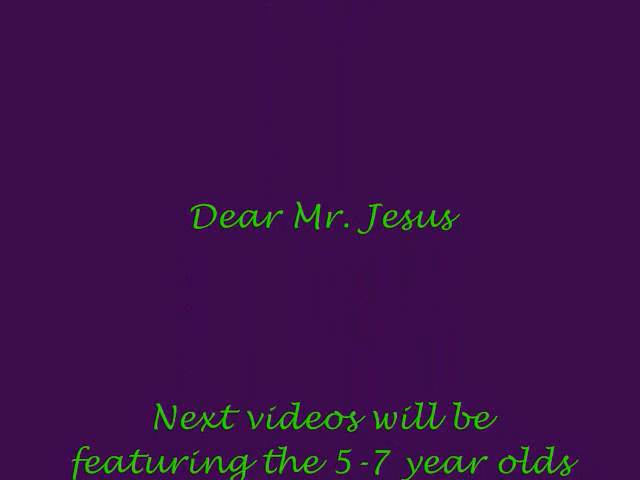 Dear Mr. Jesus
Next videos will be
featuring the 5-7 year olds